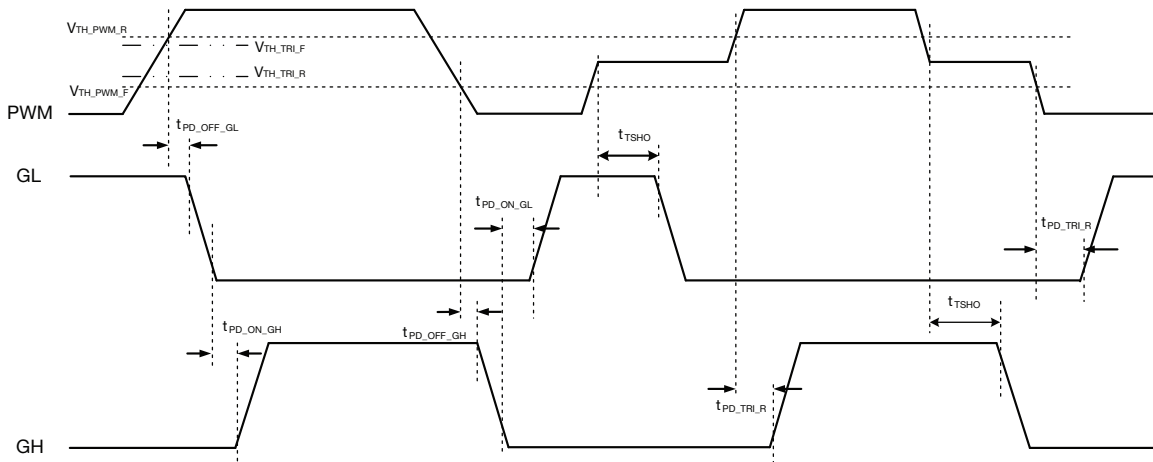 VTH_PWM_R
VTH_TRI_F
VTH_TRI_R
VTH_PWM_F
PWM
tPD_OFF_GL
tTSHO
GL
tPD_ON_GL
tPD_TRI_R
tTSHO
tPD_ON_GH
tPD_OFF_GH
tPD_TRI_R
GH